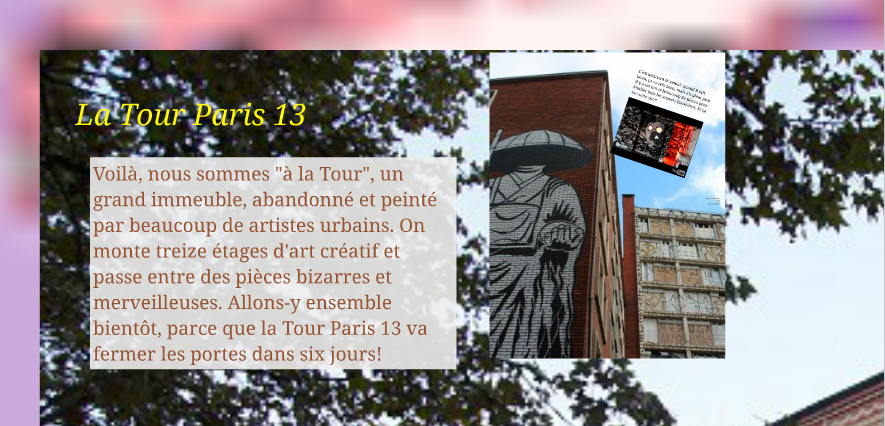 La Tour Paris 13
Voilà, nous sommes "à la Tour", un
grand immeuble, abandonné et peinté
par beaucoup de artistes urbains. On
monte treize étages d'art créatif et
passe entre des pièces bizarres et
merveilleuses. Allons-y ensemble
bientôt, parce que la Tour Paris 13 va
fermer les portes dans six jours!